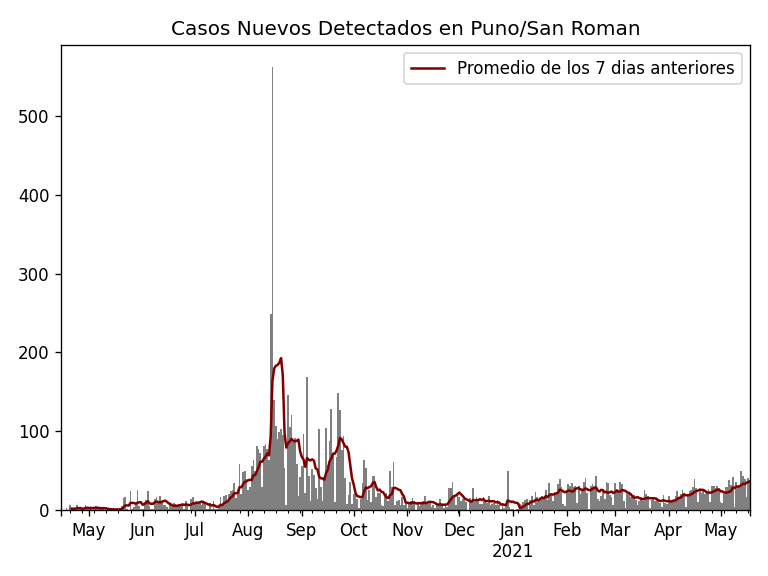 Casos Nuevos Detectados en Puno/San Roman
Promedio de los 7 dias anteriores
500
400
300
200
100
0
May Jun Jul Aug Sep Oct Nov Dec Jan Feb Mar Apr May
2021